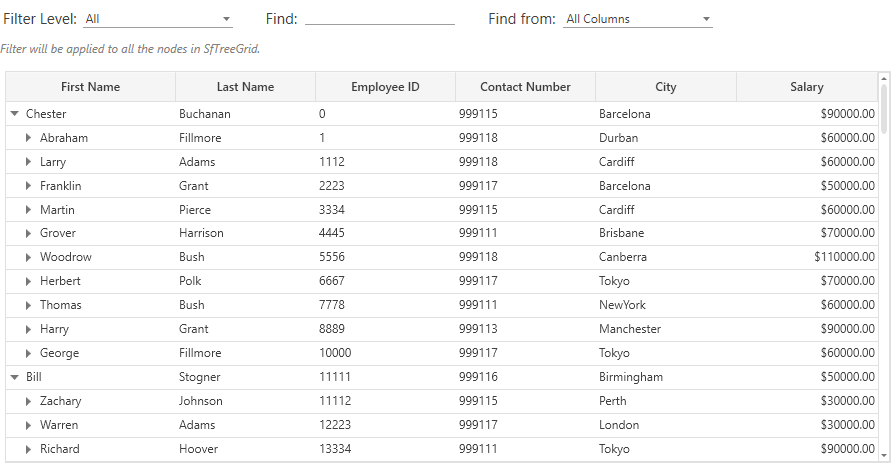 Filter Level: All Find: Find from: All Columns
Filter will be applied to all the nodes in SfTreeGrid.
First Name Last Name Employee ID Contact Number City Salary
Chester Buchanan 0 999115 Barcelona $90000.00
Abraham Fillmore 1 999118 Durban $60000.00
Larry Adams 1112 999118 Cardiff $60000.00
Franklin Grant 2223 999117 Barcelona $50000.00
Martin Pierce 3334 999115 Cardiff $60000.00
Grover Harrison 4445 999111 Brisbane $70000.00
Woodrow Bush 5556 999118 Canberra $110000.00
Herbert Polk 6667 999117 Tokyo $70000.00
Thomas Bush 7778 999111 NewYork $60000.00
Harry Grant 8889 999113 Manchester $90000.00
George Fillmore 10000 999117 Tokyo $60000.00
Bill Stogner 11111 999116 Birmingham $50000.00
Zachary Johnson 11112 999115 Perth $30000.00
Warren Adams 12223 999117 London $30000.00
Richard Hoover 13334 999111 Tokyo $90000.00